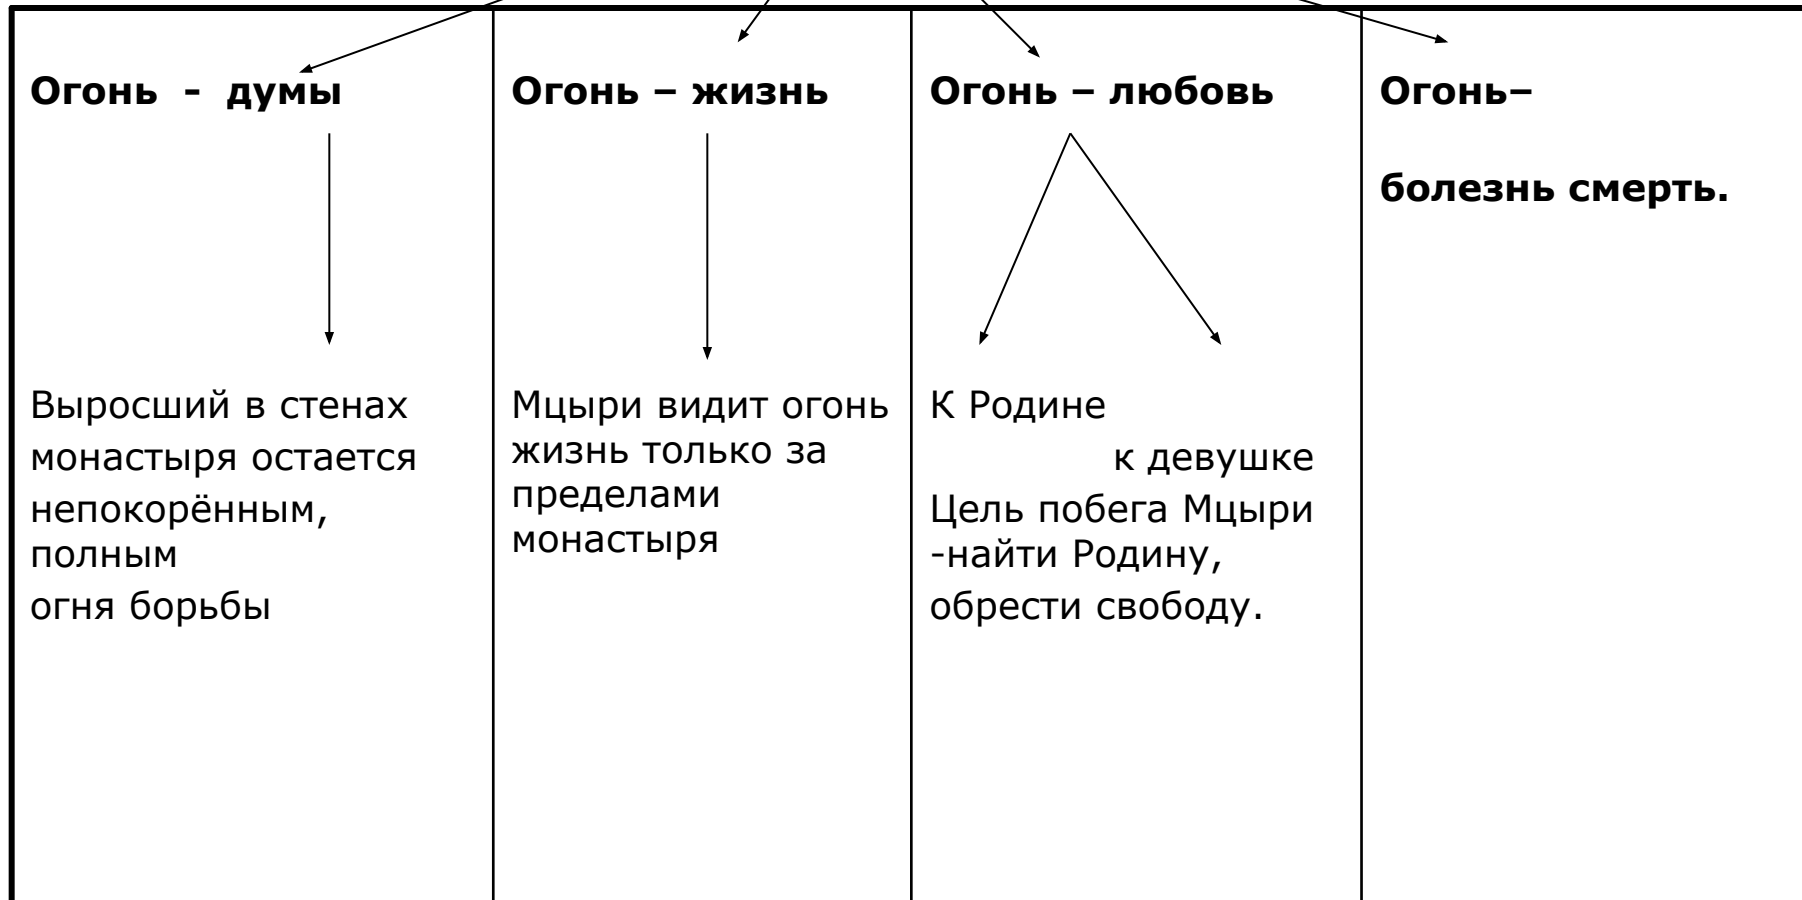 Огонь - думы
Выросший в стенах
монастыря остается
непокорённым,
полным
огня борьбы
Огонь – жизнь
Мцыри видит огонь
жизнь только за
пределами
монастыря
Огонь – любовь
К Родине
к девушке
Цель побега Мцыри
-найти Родину,
обрести свободу.
Огонь–
болезнь смерть.